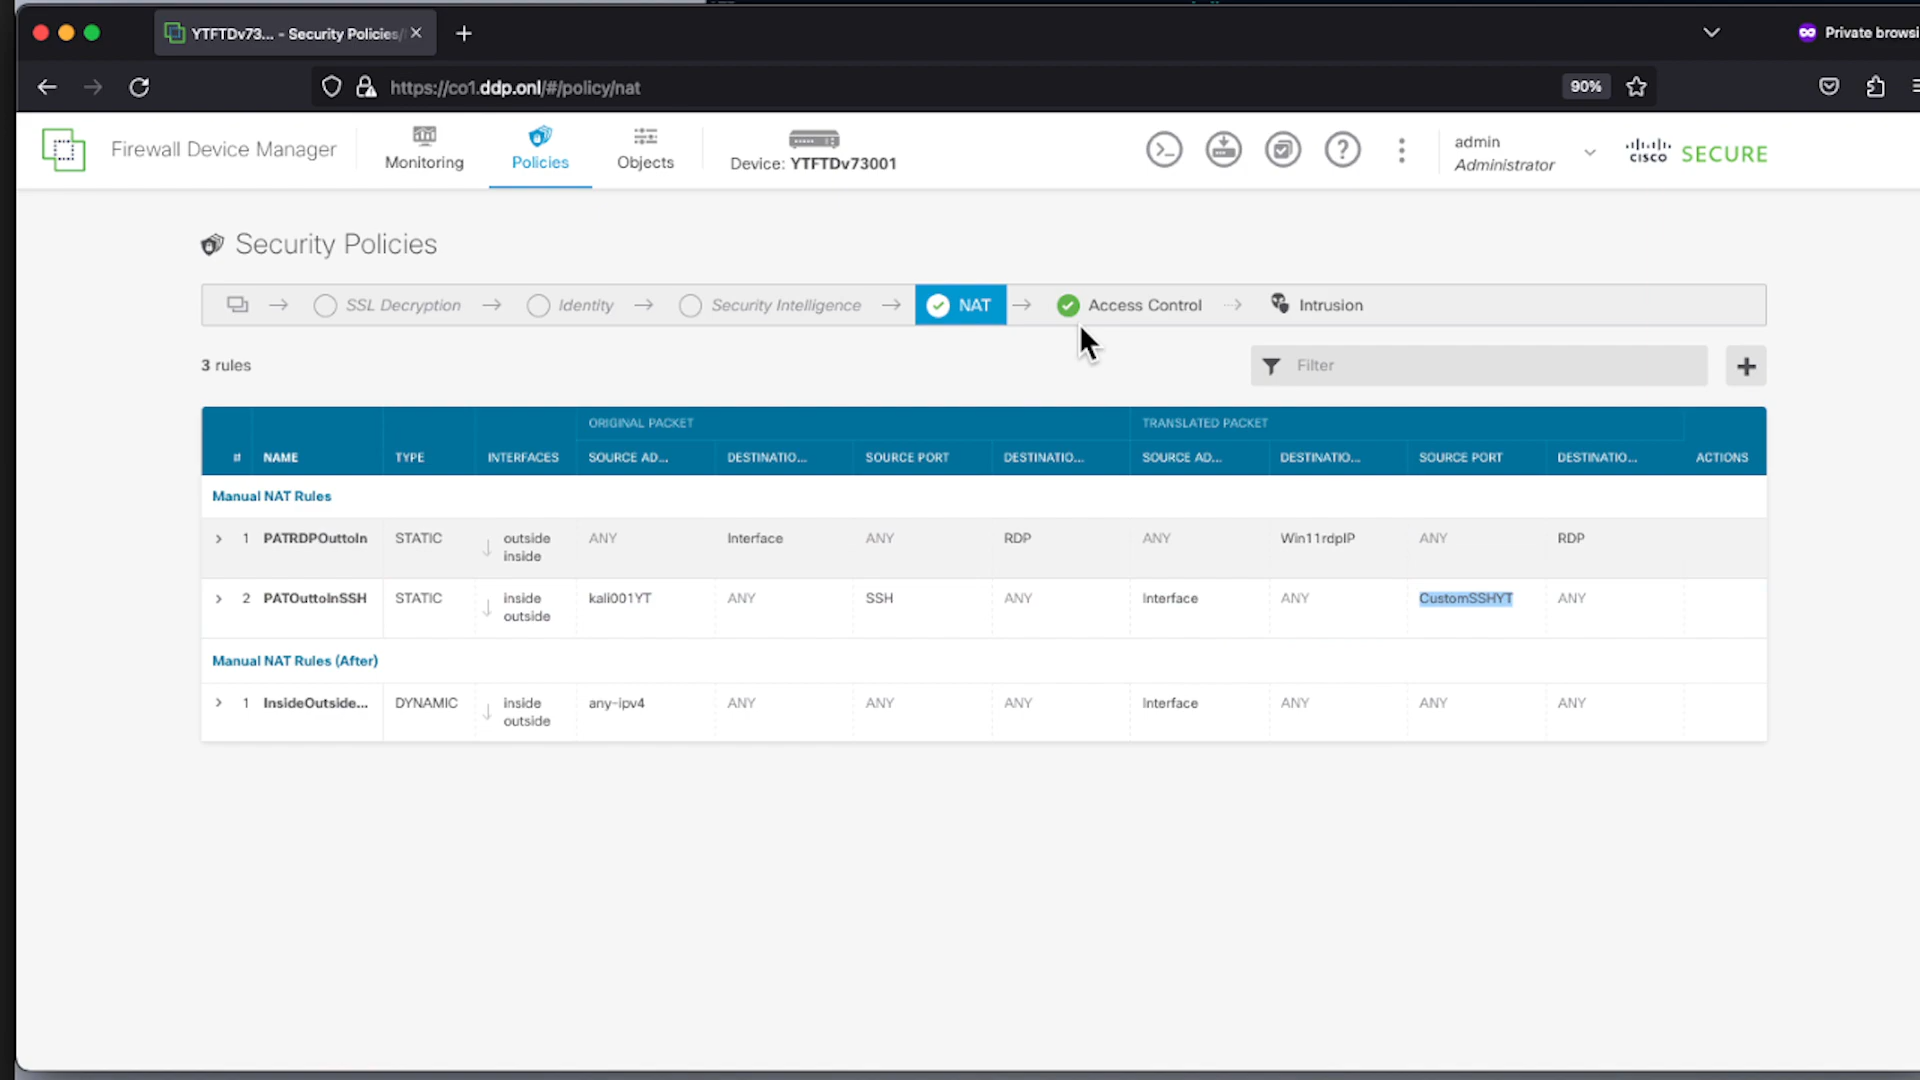 YTFTDv73... - Security Policies/
Private browsi
https://co1.ddp.onl/#/policy/nat
90%
Firewall Device Manager
Monitoring
Policies
Objects
Device: YTFTDv73001
admin
Administrator
CISCO SECURE
Security Policies
SSL Decryption
Identity
Security Intelligence
NAT
Access Control
Intrusion
3 rules
Filter
ORIGINAL PACKET TRANSLATED PACKET
# NAME TYPE INTERFACES SOURCE AD... DESTINATIO... SOURCE PORT DESTINATIO... SOURCE AD... DESTINATIO... SOURCE PORT DESTINATIO... ACTIONS
Manual NAT Rules
1 PATRDPOuttoIn STATIC outside ANY Interface ANY RDP ANY Win11rdpIP ANY RDP
inside
2 PATOuttoInSSH STATIC inside kali001YT ANY SSH ANY Interface ANY CustomSSHYT ANY
outside
Manual NAT Rules (After)
1 InsideOutside... DYNAMIC inside any-ipv4 ANY ANY ANY Interface ANY ANY ANY
outside